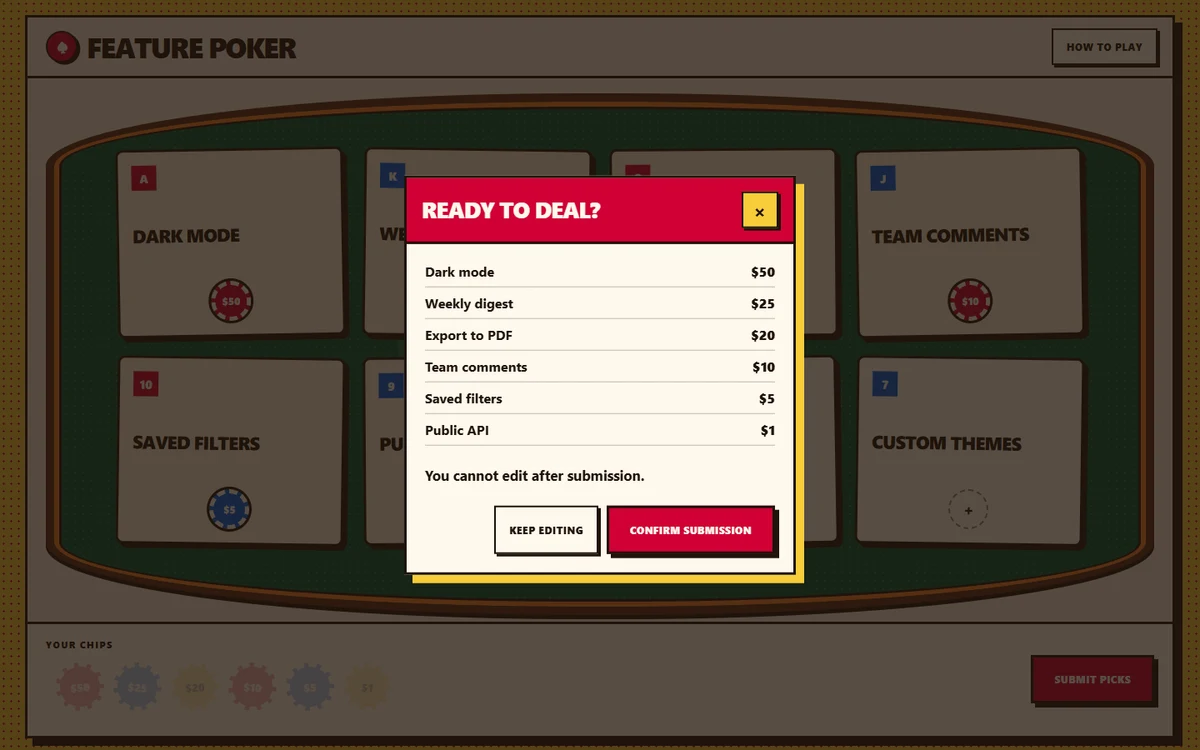 FEATURE POKER
HOW TO PLAY
A
K
J
DARK MODE
WE
TEAM COMMENTS
$50
$10
READY TO DEAL?
×
Dark mode $50
Weekly digest $25
Export to PDF $20
Team comments $10
Saved filters $5
Public API $1
You cannot edit after submission.
KEEP EDITING
CONFIRM SUBMISSION
10
9
7
SAVED FILTERS
PU
CUSTOM THEMES
$5
+
YOUR CHIPS
$50 $25 $20 $10 $5 $1
SUBMIT PICKS